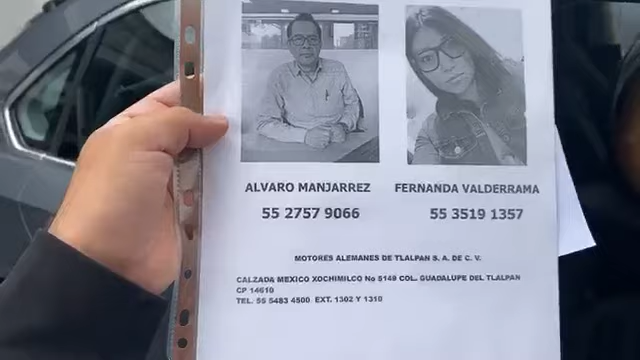 ALVARO MANJARREZ FERNANDA VALDERRAMA
55 2757 9066 55 3519 1357
MOTORES ALEMANES DE TLALPAN S. A. DE C. V.
CALZADA MEXICO XOCHIMILCO No 5149 COL. GUADALUPE DEL TLALPAN
CP 14610
TEL. 55 5483 4500 EXT. 1302 Y 1310